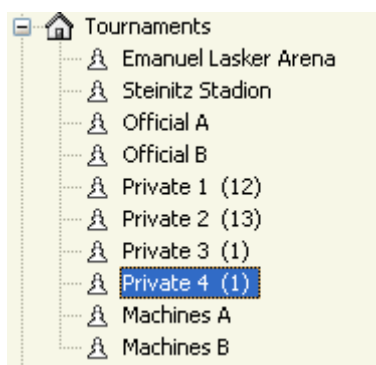 Tournaments
Emanuel Lasker Arena
Steinitz Stadion
Official A
Official B
Private 1 (12)
Private 2 (13)
Private 3 (1)
Private 4 (1)
Machines A
Machines B